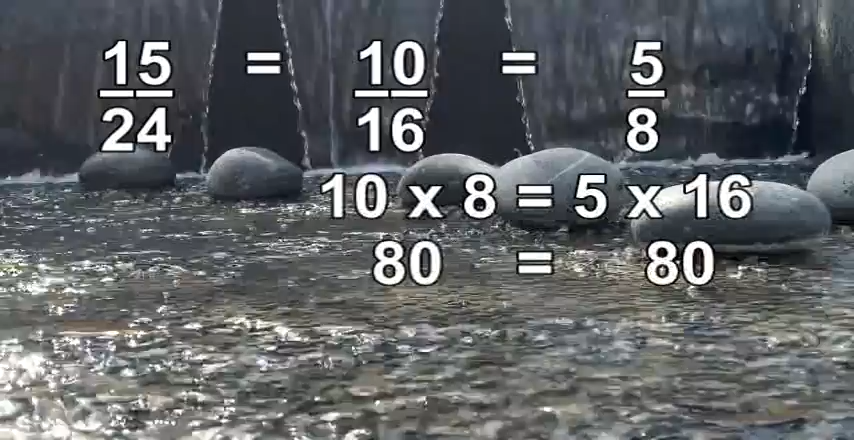 15/24 = 10/16 = 5/8
10 x 8 = 5 x 16
80 = 80